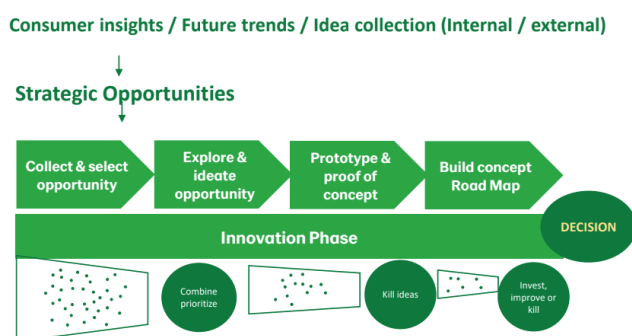 Consumer insights / Future trends / Idea collection (Internal / external)
Strategic Opportunities
Collect & select
opportunity
Explore &
ideate
opportunity
Prototype &
proof of
concept
Build concept
Road Map
DECISION
Innovation Phase
Combine
prioritize
Kill ideas
Invest,
improve or
kill